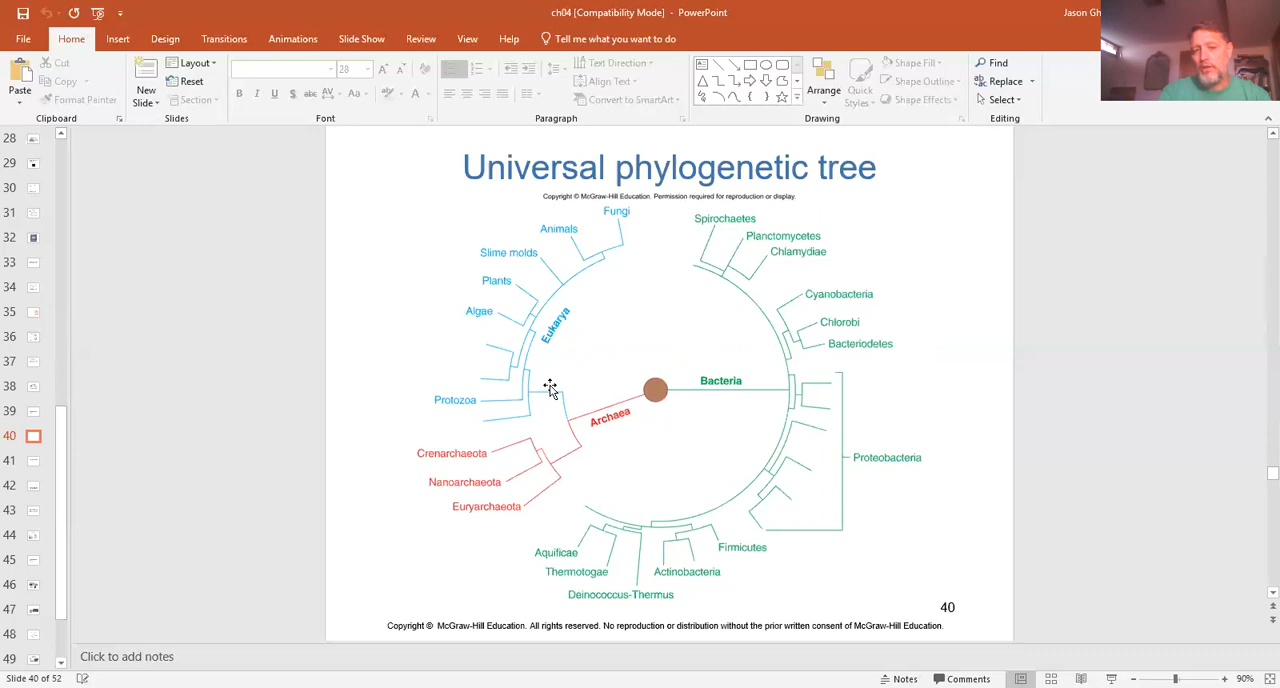 ch04 [Compatibility Mode] - PowerPoint
Jason Gh
File Home Insert Design Transitions Animations Slide Show Review View Help Tell me what you want to do
Paste
Cut
Copy
Format Painter
Clipboard
New
Slide
Layout
Reset
Section
Slides
28
B I U S abc AV Aa A
Font
Text Direction
Align Text
Convert to SmartArt
Paragraph
Arrange
Quick
Styles
Shape Fill
Shape Outline
Shape Effects
Drawing
Find
Replace
Select
Editing
28
29
30
31
32
33
34
35
36
37
38
39
40
41
42
43
44
45
46
47
48
49
Universal phylogenetic tree
Copyright © McGraw-Hill Education. Permission required for reproduction or display.
Fungi
Animals
Slime molds
Plants
Algae
Eukarya
Protozoa
Archaea
Crenarchaeota
Nanoarchaeota
Euryarchaeota
Spirochaetes
Planctomycetes
Chlamydiae
Cyanobacteria
Chlorobi
Bacteriodetes
Bacteria
Proteobacteria
Firmicutes
Actinobacteria
Deinococcus-Thermus
Thermotogae
Aquificae
40
Copyright © McGraw-Hill Education. All rights reserved. No reproduction or distribution without the prior written consent of McGraw-Hill Education.
Click to add notes
Slide 40 of 52
Notes
Comments
90%